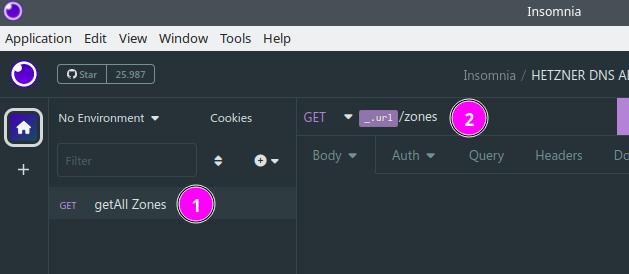 Insomnia
Application Edit View Window Tools Help
Star 25.987
Insomnia / HETZNER DNS A
No Environment Cookies
GET _.url /zones 2
Filter
Body Auth Query Headers Do
GET getAll Zones 1